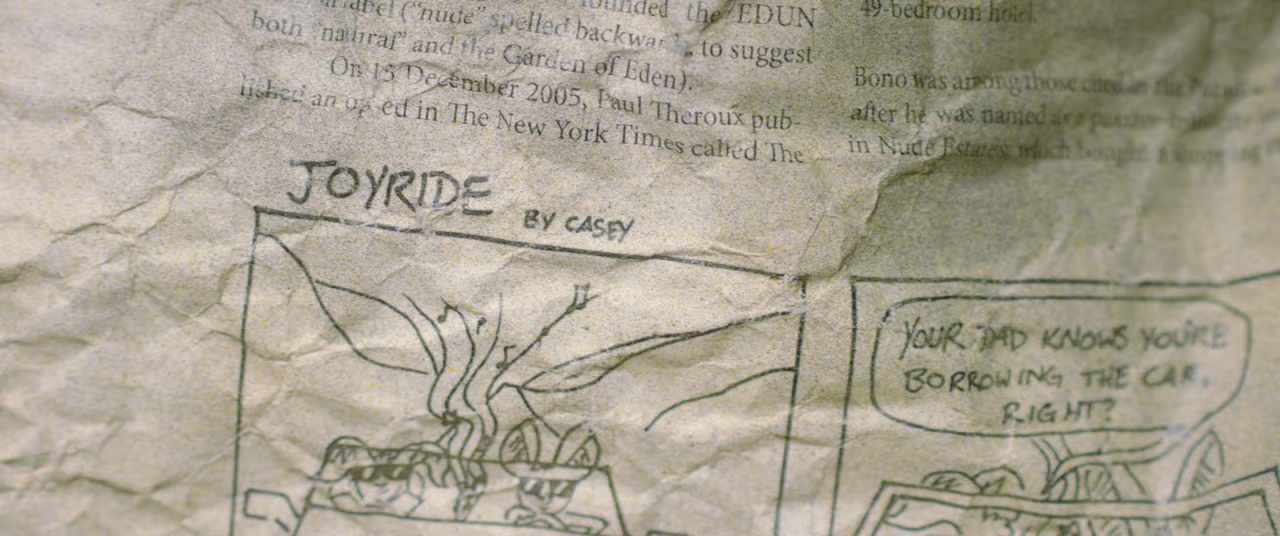 founded the EDUN
label ("nude" spelled backwar to suggest
both "natural" and the Garden of Eden).
On 15 December 2005, Paul Theroux pub-
lished an op-ed in The New York Times called The
49-bedroom hotel.
Bono was among those cited in the
after he was named as a passive
in Nude Estates, which bought a shopping
JOYRIDE
BY CASEY
YOUR DAD KNOWS YOU'RE
BORROWING THE CAR,
RIGHT?